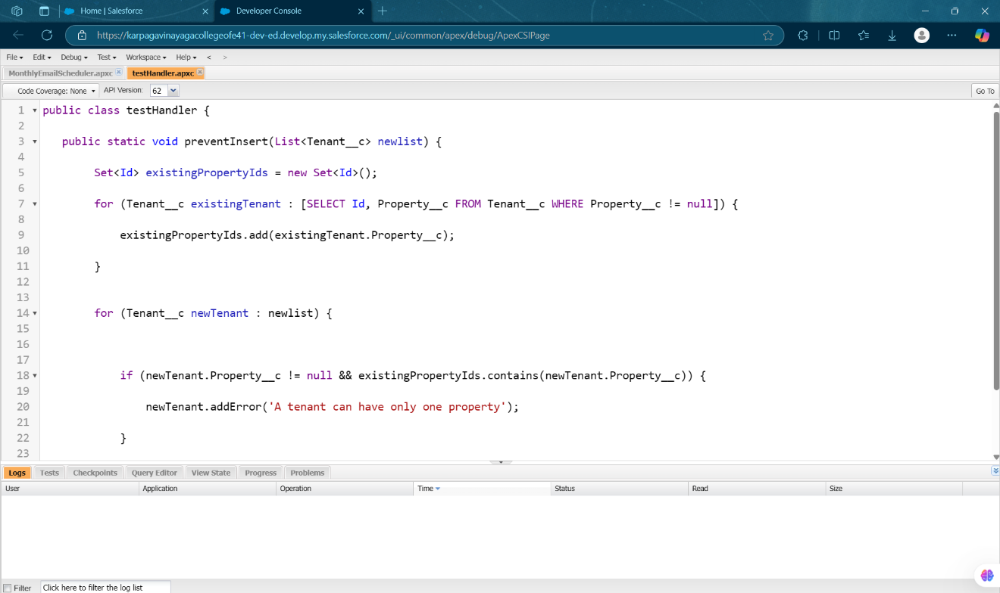 Home | Salesforce
Developer Console
https://karpagavinayagacollegeofe41-dev-ed.develop.my.salesforce.com/_ui/common/apex/debug/ApexCSIPage
File Edit Debug Test Workspace Help < >
MonthlyEmailScheduler.apxc testHandler.apxc
Code Coverage: None API Version: 62 Go To
1 public class testHandler {
2
3 public static void preventInsert(List<Tenant__c> newlist) {
4
5 Set<Id> existingPropertyIds = new Set<Id>();
6
7 for (Tenant__c existingTenant : [SELECT Id, Property__c FROM Tenant__c WHERE Property__c != null]) {
8
9 existingPropertyIds.add(existingTenant.Property__c);
10
11 }
12
13
14 for (Tenant__c newTenant : newlist) {
15
16
17
18 if (newTenant.Property__c != null && existingPropertyIds.contains(newTenant.Property__c)) {
19
20 newTenant.addError('A tenant can have only one property');
21
22 }
23
Logs Tests Checkpoints Query Editor View State Progress Problems
User Application Operation Time Status Read Size
Filter Click here to filter the log list